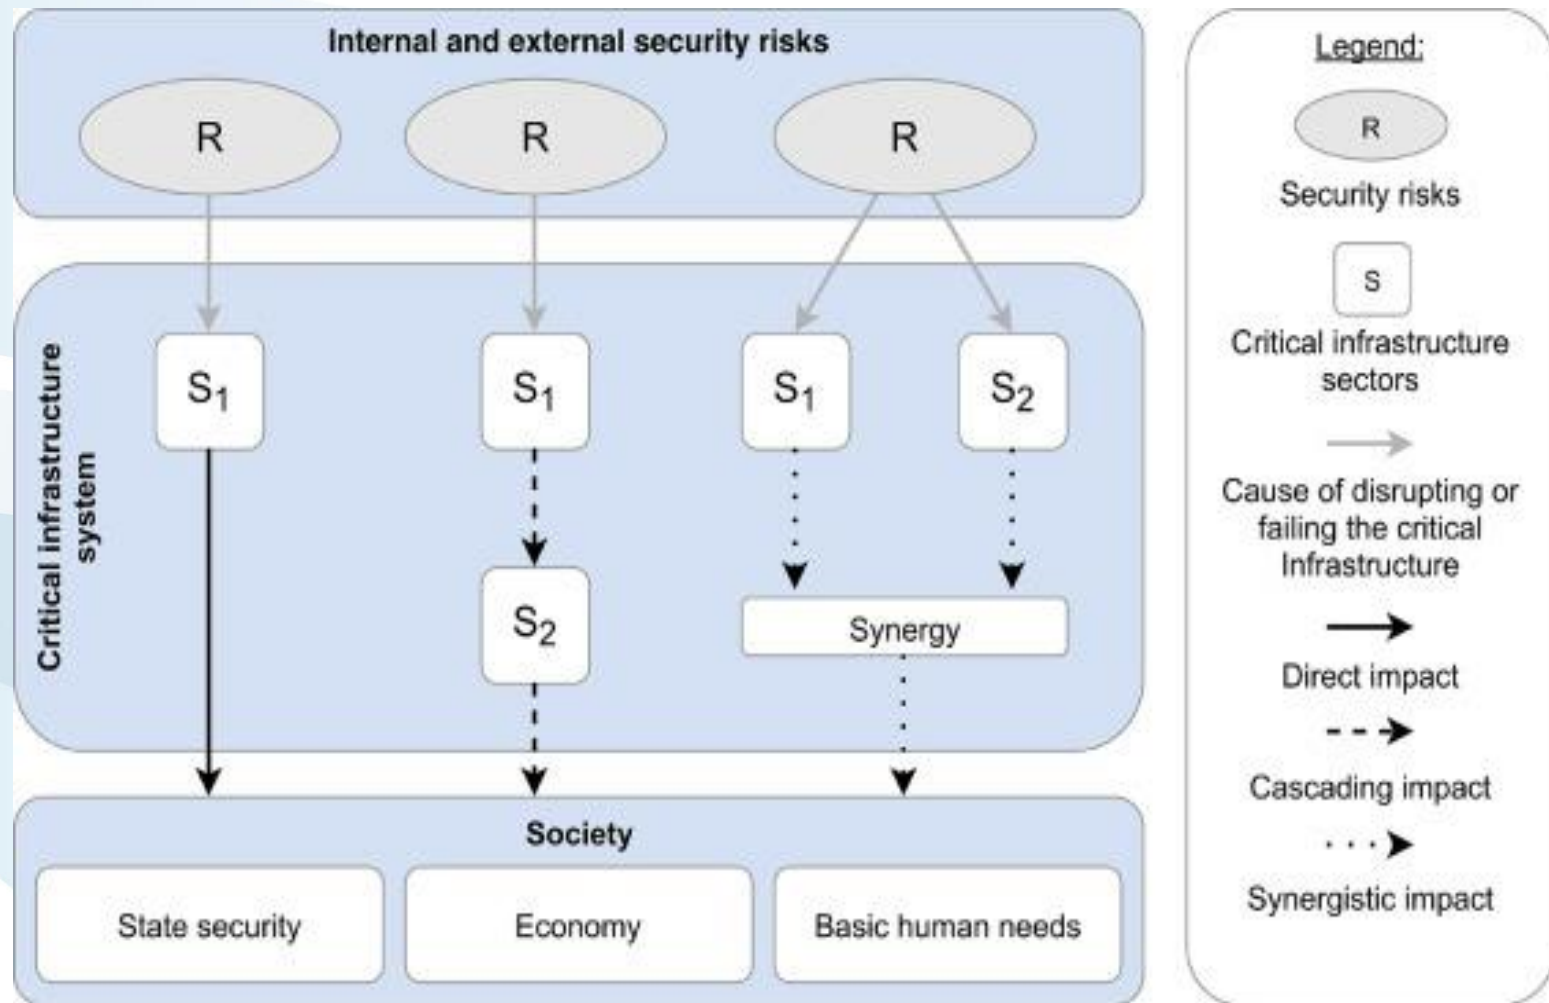 Internal and external security risks
R
R
R
Critical infrastructure
system
S1
S1
S1
S2
S2
Synergy
Society
State security
Economy
Basic human needs
Legend:
R
Security risks
S
Critical infrastructure
sectors
Cause of disrupting or
failing the critical
Infrastructure
Direct impact
Cascading impact
Synergistic impact